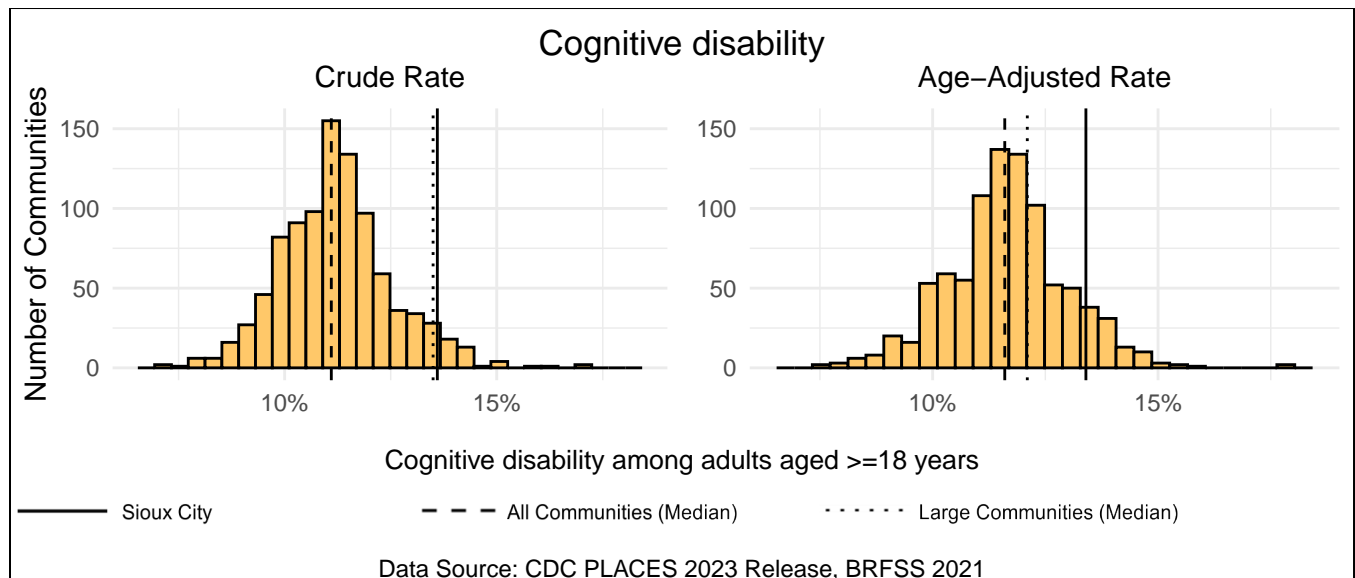 Cognitive disability
Crude Rate
Age−Adjusted Rate
Number of Communities
150
100
50
0
10%
15%
150
100
50
0
10%
15%
Cognitive disability among adults aged >=18 years
Sioux City
All Communities (Median)
Large Communities (Median)
Data Source: CDC PLACES 2023 Release, BRFSS 2021